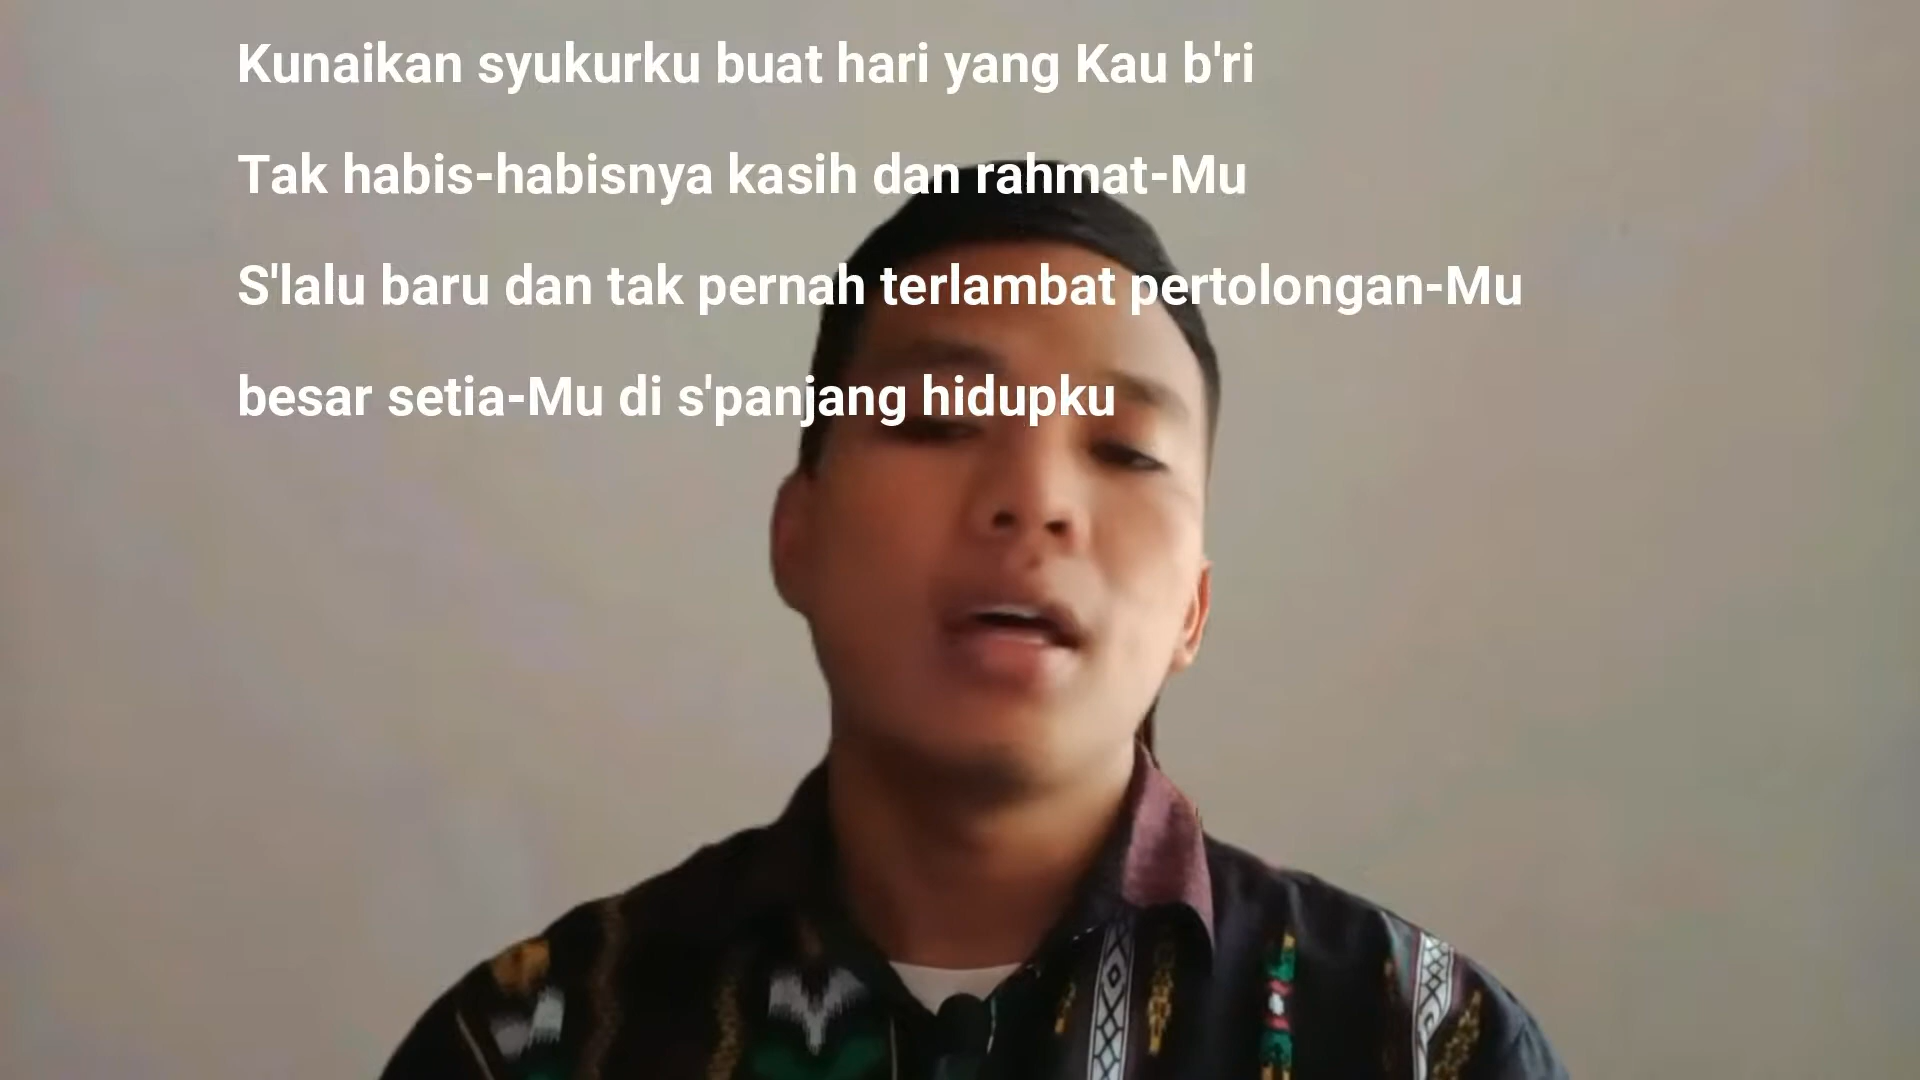 Kunaikan syukurku buat hari yang Kau b'ri
Tak habis-habisnya kasih dan rahmat-Mu
S'lalu baru dan tak pernah terlambat pertolongan-Mu
besar setia-Mu di s'panjang hidupku